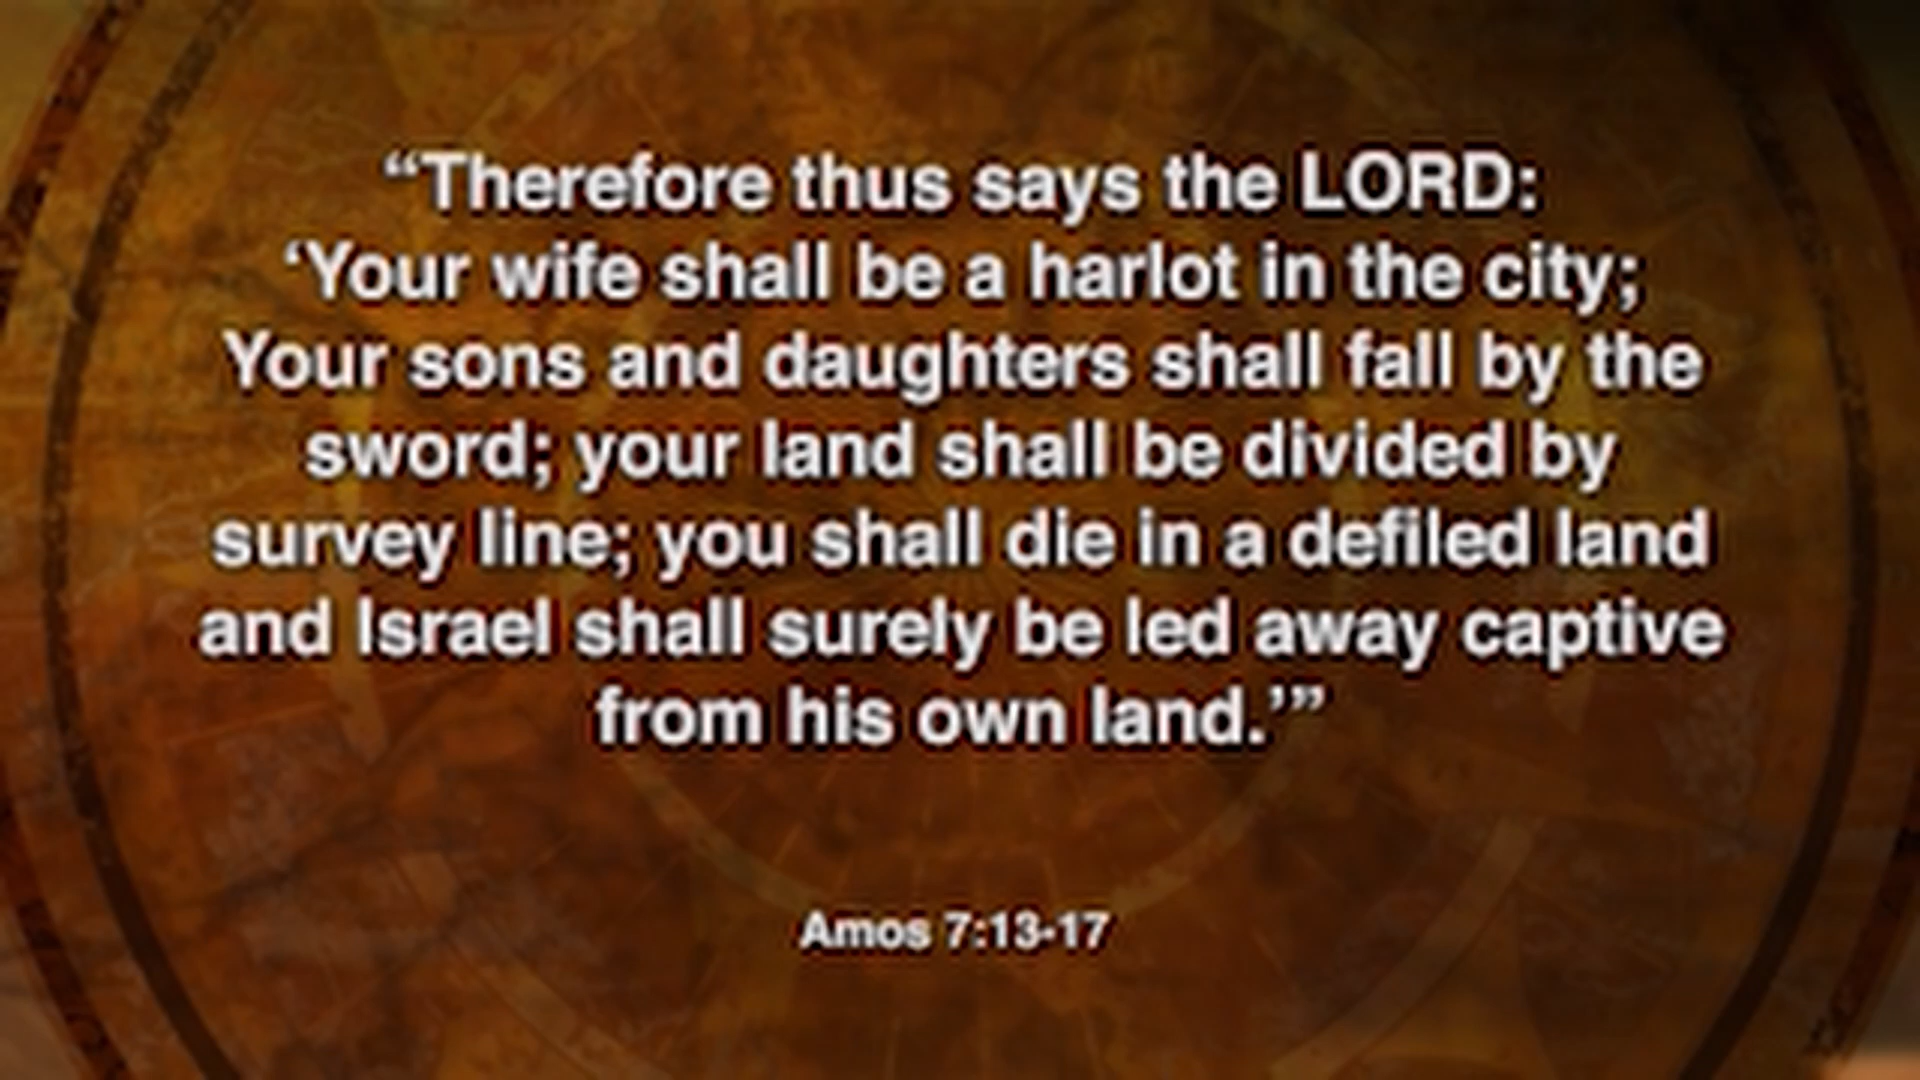 “Therefore thus says the LORD:
‘Your wife shall be a harlot in the city;
Your sons and daughters shall fall by the
sword; your land shall be divided by
survey line; you shall die in a defiled land
and Israel shall surely be led away captive
from his own land.’”
Amos 7:13-17